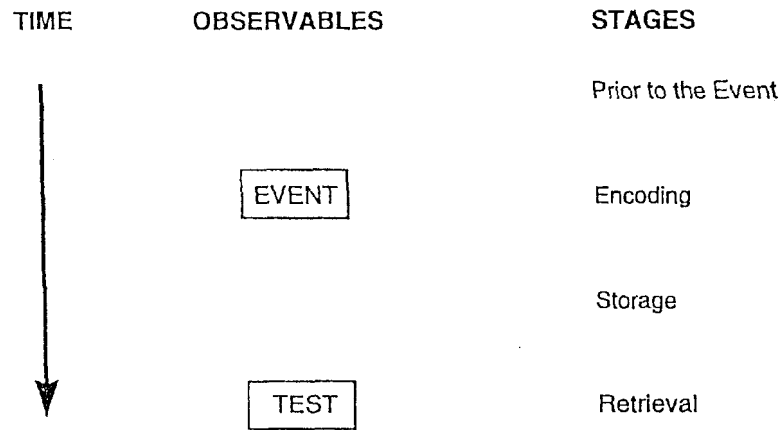 TIME OBSERVABLES STAGES
Prior to the Event
EVENT Encoding
Storage
TEST Retrieval